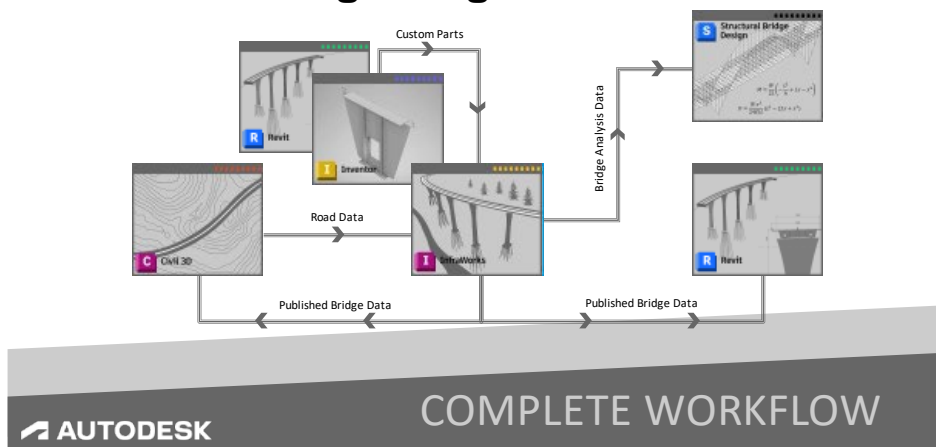 Custom Parts
S Structural Bridge
Design
R Revit
I Inventor
Bridge Analysis Data
Road Data
C Civil 3D
I InfraWorks
R Revit
Published Bridge Data
Published Bridge Data
COMPLETE WORKFLOW
AUTODESK